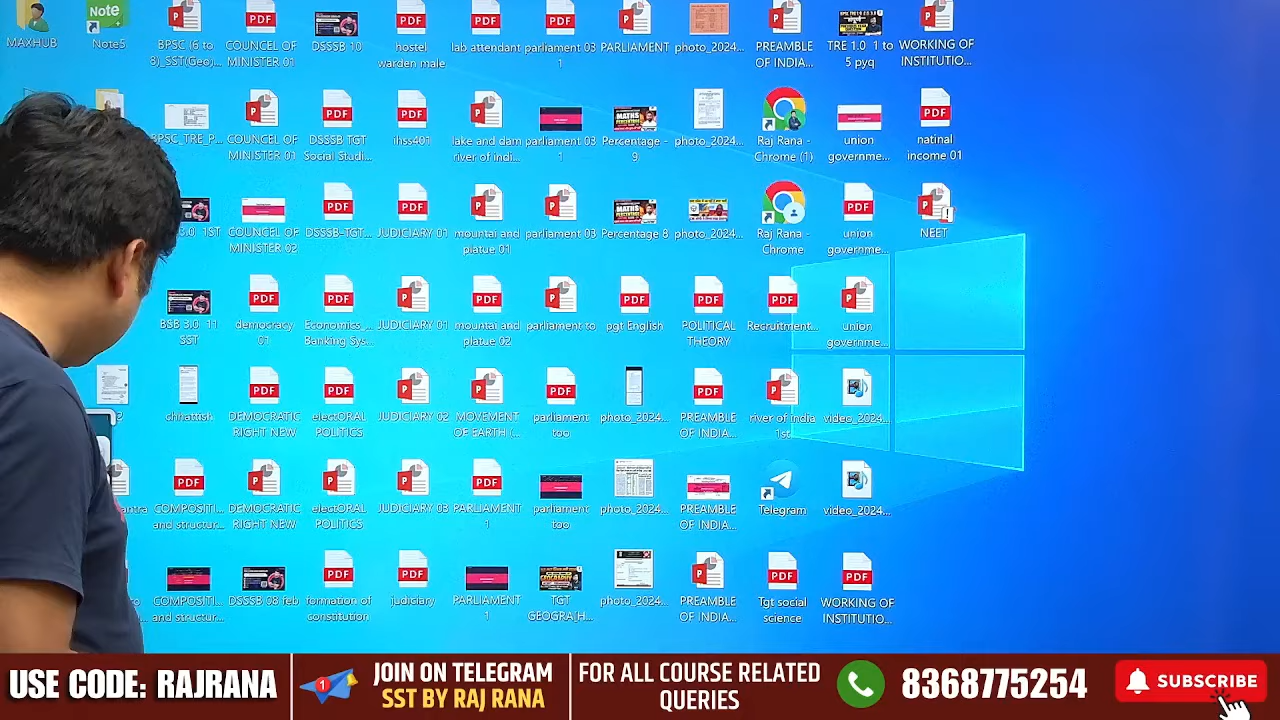 MAXHUB
Note
Note5
BPSC (6 to
8)_SST(Geo)...
COUNCEL OF
MINISTER 01
DSSSB 10
hostel
warden male
lab attendant
parliament 03
1
PARLIAMENT
photo_2024...
PREAMBLE
OF INDIA...
TRE 1.0 1 to
5 pyq
WORKING OF
INSTITUTIO...
BPSC_TRE_P...
COUNCEL OF
MINISTER 01
DSSSB TGT
Social Studi...
ihss401
lake and dam
river of indi...
parliament 03
1
Percentage -
9
photo_2024...
Raj Rana -
Chrome (1)
union
governme...
natinal
income 01
3.0 1ST
COUNCEL OF
MINISTER 02
DSSSB-TGT...
JUDICIARY 01
mountai and
platue 01
parliament 03
Percentage 8
photo_2024...
Raj Rana -
Chrome
union
governme...
NEET
BSB 3.0 11
SST
democracy
01
Economics_...
Banking Sys...
JUDICIARY 01
mountai and
platue 02
parliament to
pgt English
POLITICAL
THEORY
Recruitment...
union
governme...
chhattish
DEMOCRATIC
RIGHT NEW
electORAL
POLITICS
JUDICIARY 02
MOVEMENT
OF EARTH (...
parliament
too
photo_2024...
PREAMBLE
OF INDIA...
river of India
1st
video_2024...
COMPOSITI...
and structur...
DEMOCRATIC
RIGHT NEW
electORAL
POLITICS
JUDICIARY 03
PARLIAMENT
1
parliament
too
photo_2024...
PREAMBLE
OF INDIA...
Telegram
video_2024...
COMPOSITI...
and structur...
DSSSB 08 feb
formation of
constitution
judiciary
PARLIAMENT
1
TGT
GEOGRA[H...
photo_2024...
PREAMBLE
OF INDIA...
Tgt social
science
WORKING OF
INSTITUTIO...
USE CODE: RAJRANA
JOIN ON TELEGRAM
SST BY RAJ RANA
FOR ALL COURSE RELATED
QUERIES
8368775254
SUBSCRIBE